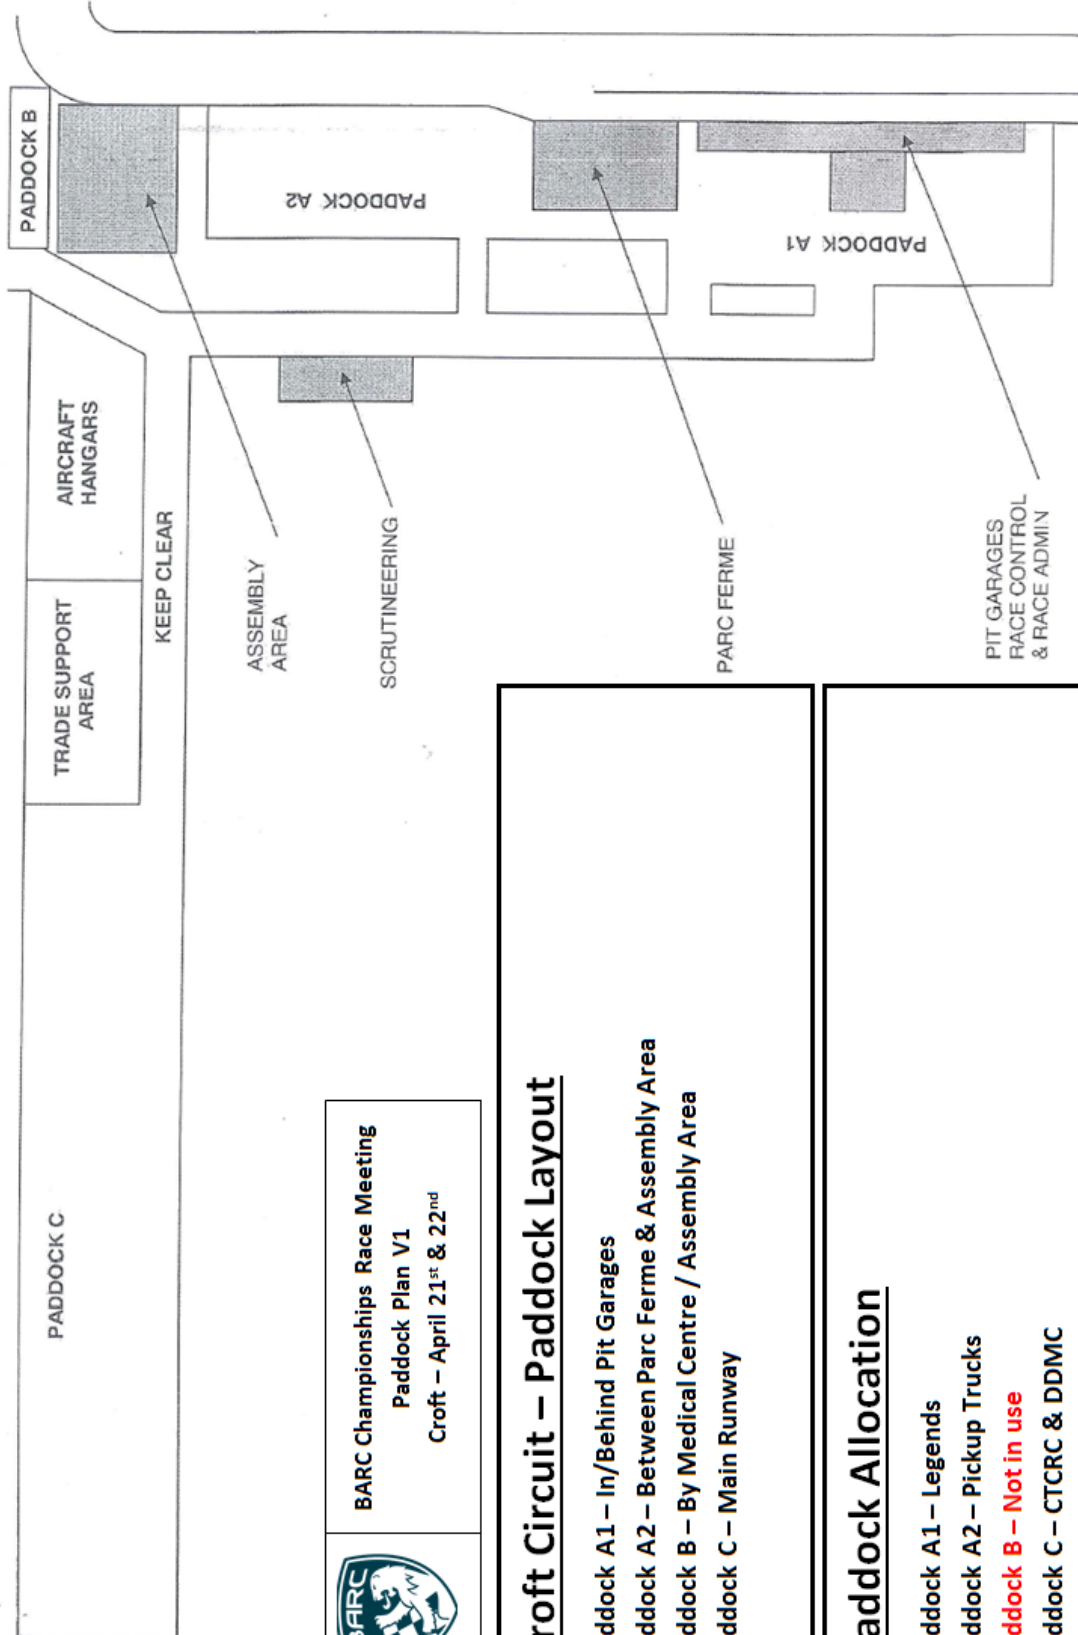 PADDOCK C
TRADE SUPPORT
AREA
AIRCRAFT
HANGARS
PADDOCK B
KEEP CLEAR
ASSEMBLY
AREA
SCRUTINEERING
PADDOCK A2
PARC FERME
PADDOCK A1
PIT GARAGES
RACE CONTROL
& RACE ADMIN
BARC
BARC Championships Race Meeting
Paddock Plan V1
Croft – April 21st & 22nd
roft Circuit – Paddock Layout
ddock A1 – In/Behind Pit Garages
ddock A2 – Between Parc Ferme & Assembly Area
ddock B – By Medical Centre / Assembly Area
ddock C – Main Runway
addock Allocation
ddock A1 – Legends
ddock A2 – Pickup Trucks
ddock B – Not in use
ddock C – CTCRC & DDMC